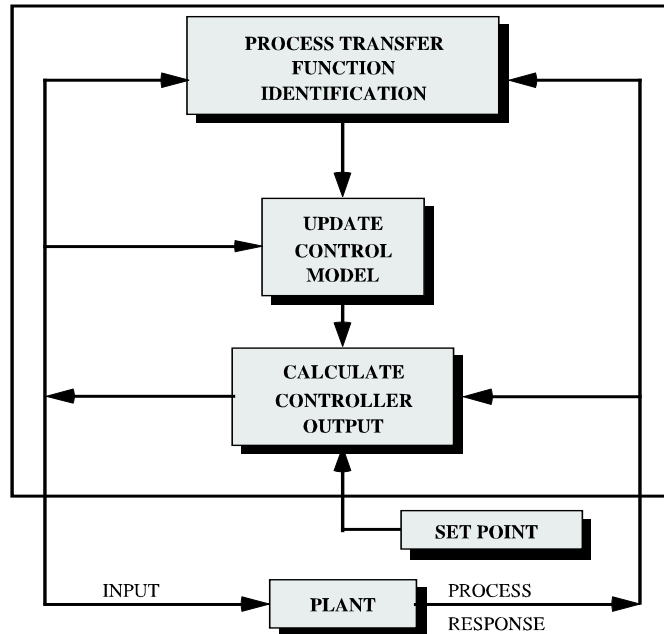 PROCESS TRANSFER
FUNCTION
IDENTIFICATION
UPDATE
CONTROL
MODEL
CALCULATE
CONTROLLER
OUTPUT
SET POINT
INPUT
PLANT
PROCESS
RESPONSE